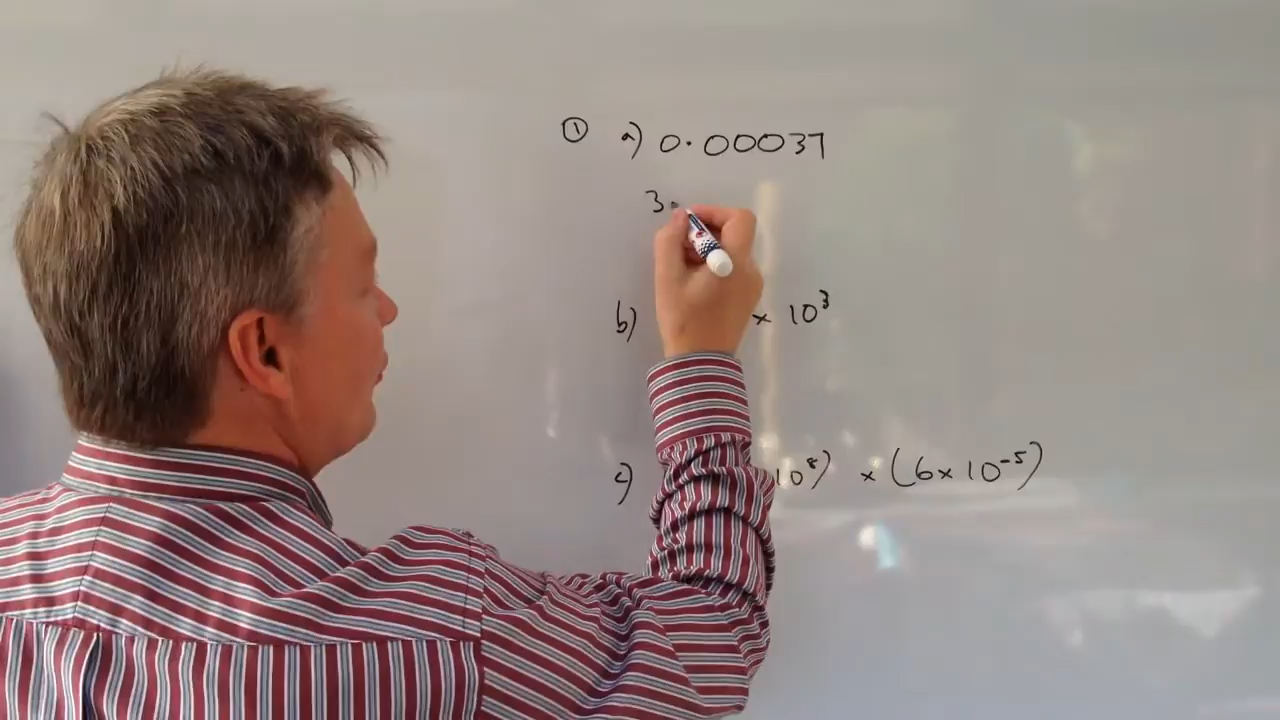 ① a) 0.00037
3.
b) × 10³
c) 10⁸) × (6 × 10⁻⁵)